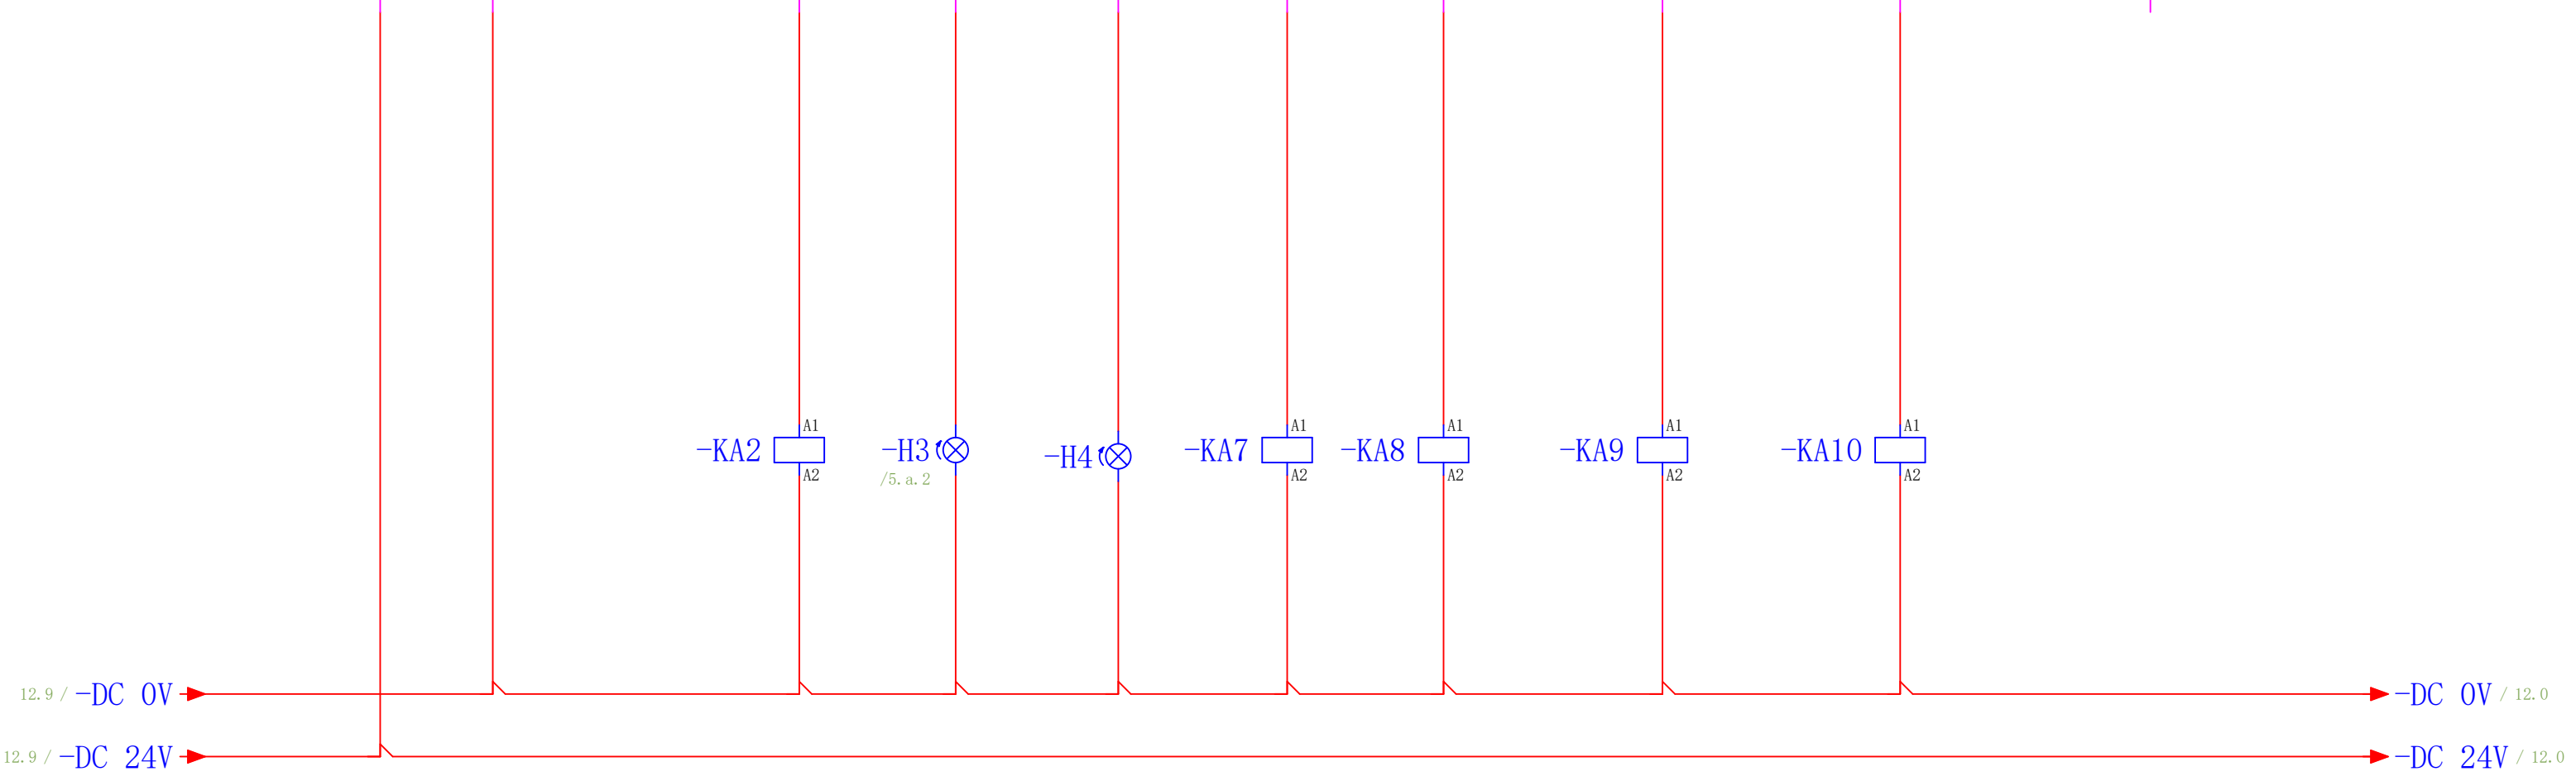 A1 A1 A1 A1 A1
-KA2 -H3 -H4 -KA7 -KA8 -KA9 -KA10
A2 /5.a.2 A2 A2 A2 A2
12.9 / -DC 0V -DC 0V / 12.0
12.9 / -DC 24V -DC 24V / 12.0